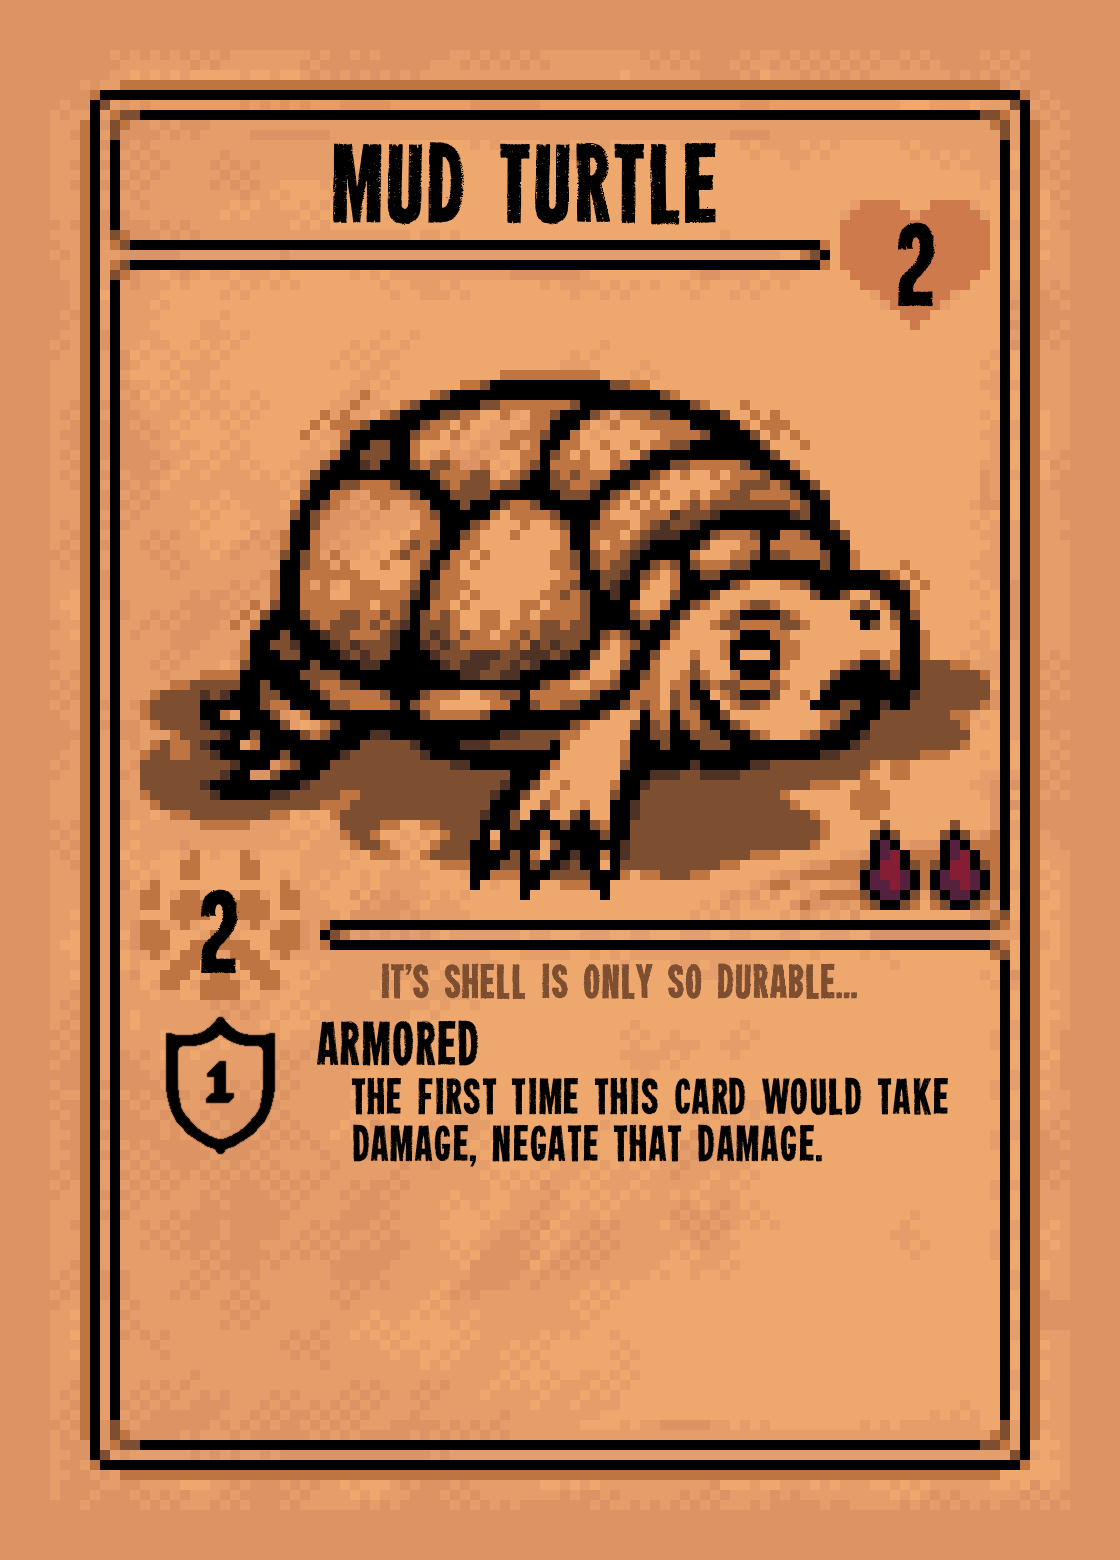 MUD TURTLE
2
2
IT'S SHELL IS ONLY SO DURABLE...
1
ARMORED
THE FIRST TIME THIS CARD WOULD TAKE
DAMAGE, NEGATE THAT DAMAGE.